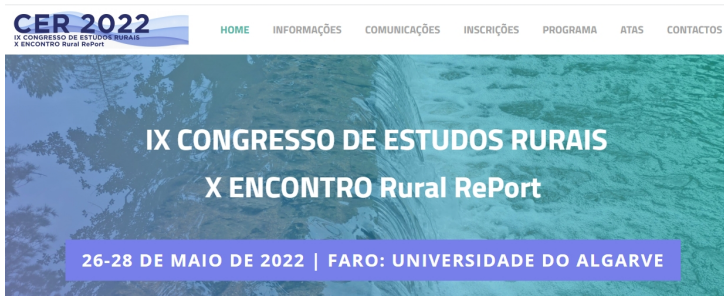 CER 2022
IX CONGRESSO DE ESTUDOS RURAIS
X ENCONTRO Rural RePort
HOME INFORMAÇÕES COMUNICAÇÕES INSCRIÇÕES PROGRAMA ATAS CONTACTOS
IX CONGRESSO DE ESTUDOS RURAIS
X ENCONTRO Rural RePort
26-28 DE MAIO DE 2022 | FARO: UNIVERSIDADE DO ALGARVE